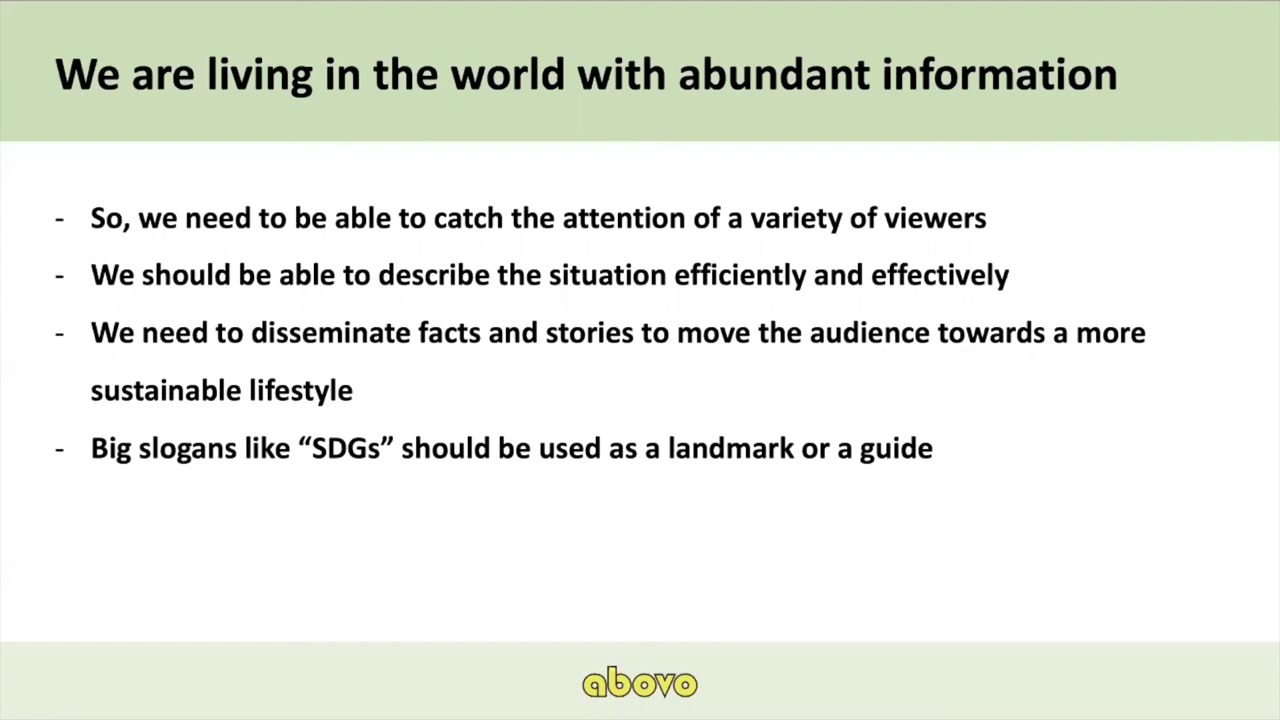 We are living in the world with abundant information
- So, we need to be able to catch the attention of a variety of viewers
- We should be able to describe the situation efficiently and effectively
- We need to disseminate facts and stories to move the audience towards a more
sustainable lifestyle
- Big slogans like “SDGs” should be used as a landmark or a guide
abovo